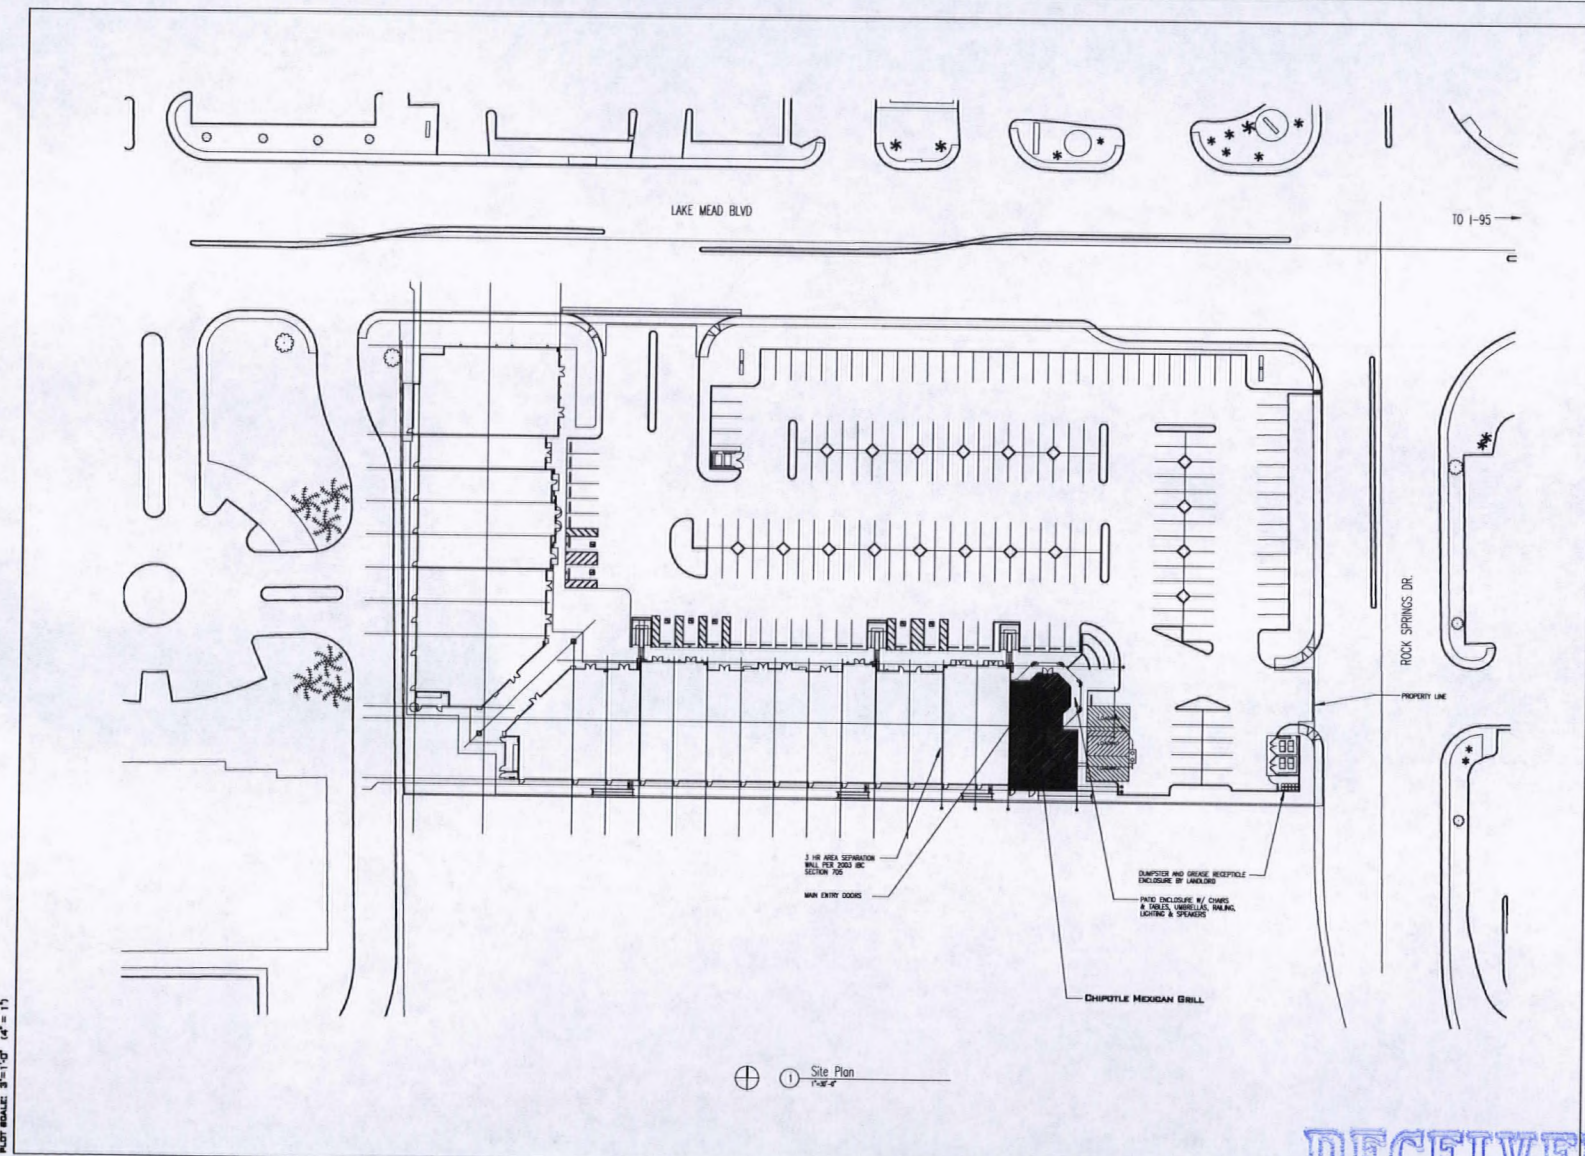 LAKE MEAD BLVD
TO I-95
ROCK SPRINGS DR.
PROPERTY LINE
3 HR AREA SEPARATION
WALL PER 2003 IBC
SECTION 705
MAIN ENTRY DOORS
DUMPSTER AND GREASE RECEPTICLE
ENCLOSURE BY LANDLORD
PATIO ENCLOSURE W/ CHAIRS
& TABLES, UMBRELLAS, RAILING,
LIGHTING & SPEAKERS
CHIPOTLE MEXICAN GRILL
1 Site Plan
PLOT SCALE: 3"=1'-0" (4" = 1')
RECEIVE